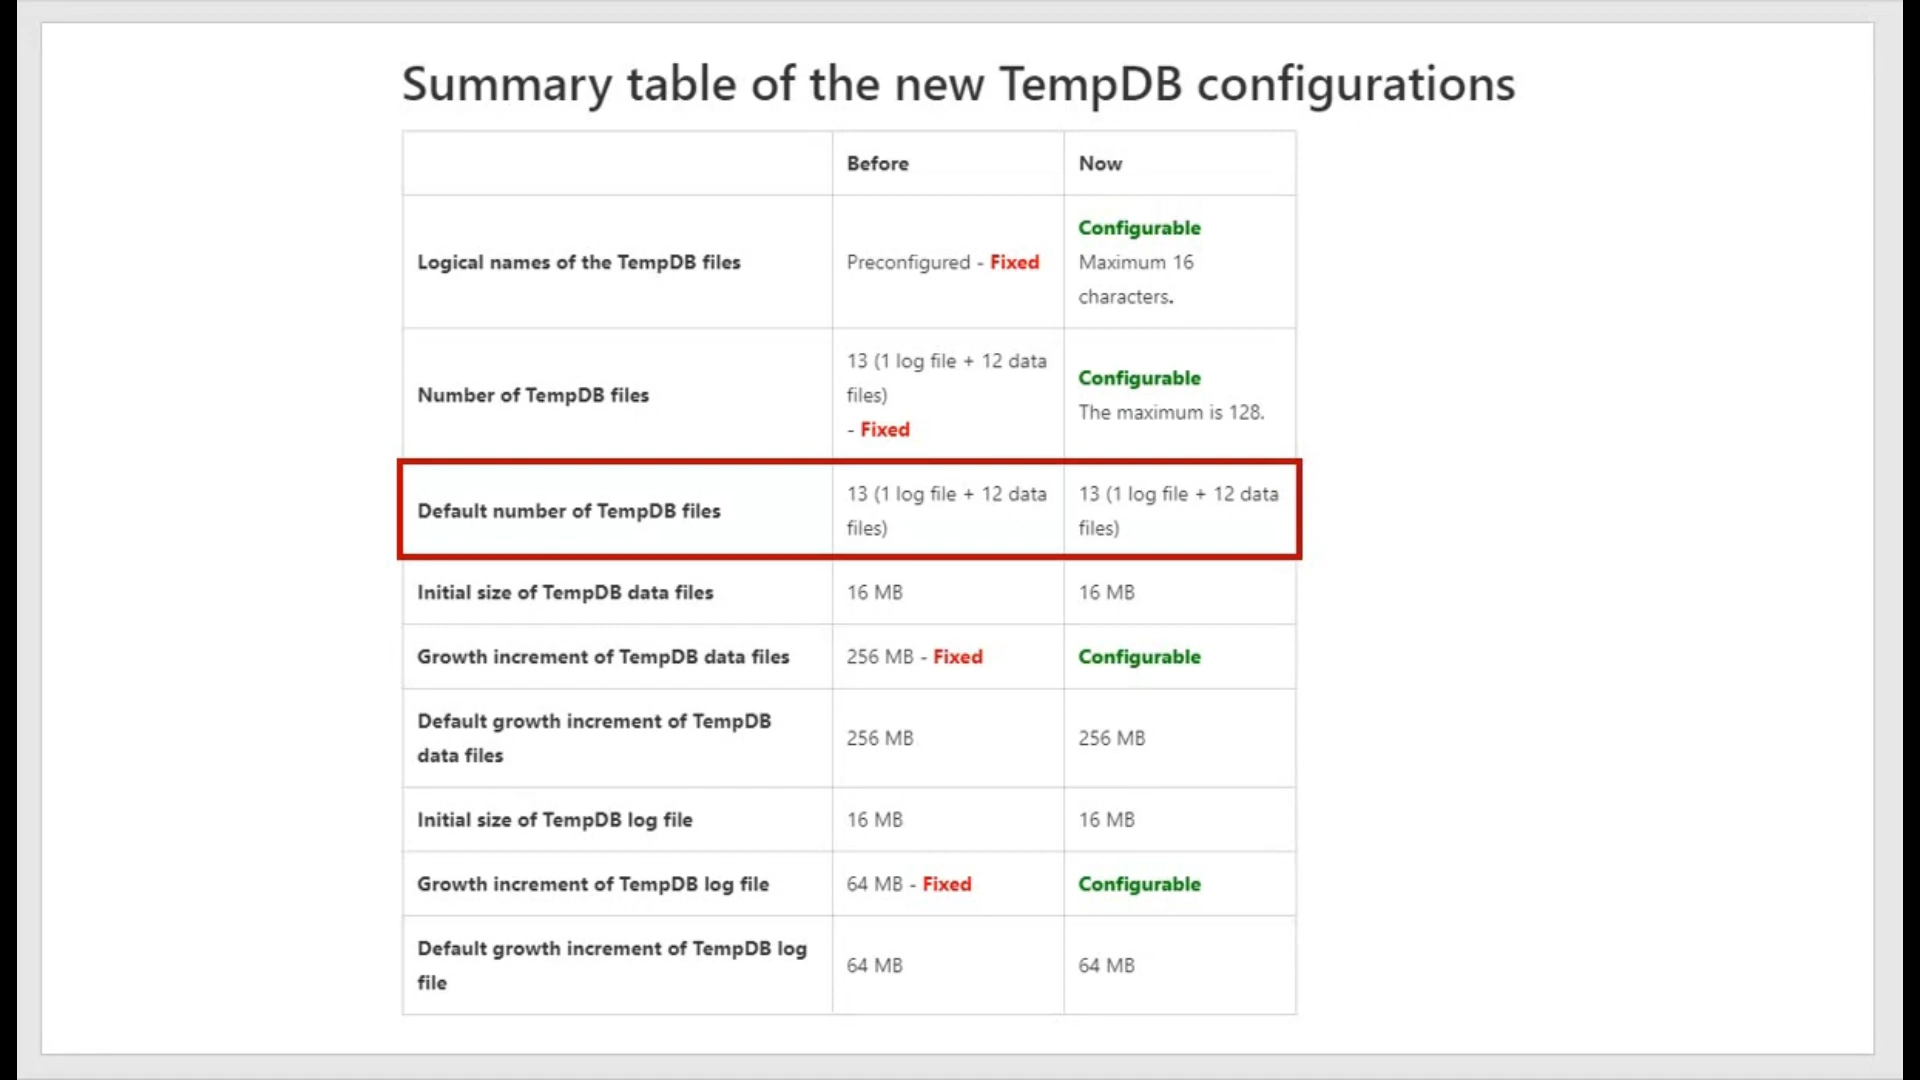 Summary table of the new TempDB configurations
Before
Now
Logical names of the TempDB files
Preconfigured - Fixed
Configurable
Maximum 16
characters.
Number of TempDB files
13 (1 log file + 12 data
files)
- Fixed
Configurable
The maximum is 128.
Default number of TempDB files
13 (1 log file + 12 data
files)
13 (1 log file + 12 data
files)
Initial size of TempDB data files
16 MB
16 MB
Growth increment of TempDB data files
256 MB - Fixed
Configurable
Default growth increment of TempDB
data files
256 MB
256 MB
Initial size of TempDB log file
16 MB
16 MB
Growth increment of TempDB log file
64 MB - Fixed
Configurable
Default growth increment of TempDB log
file
64 MB
64 MB